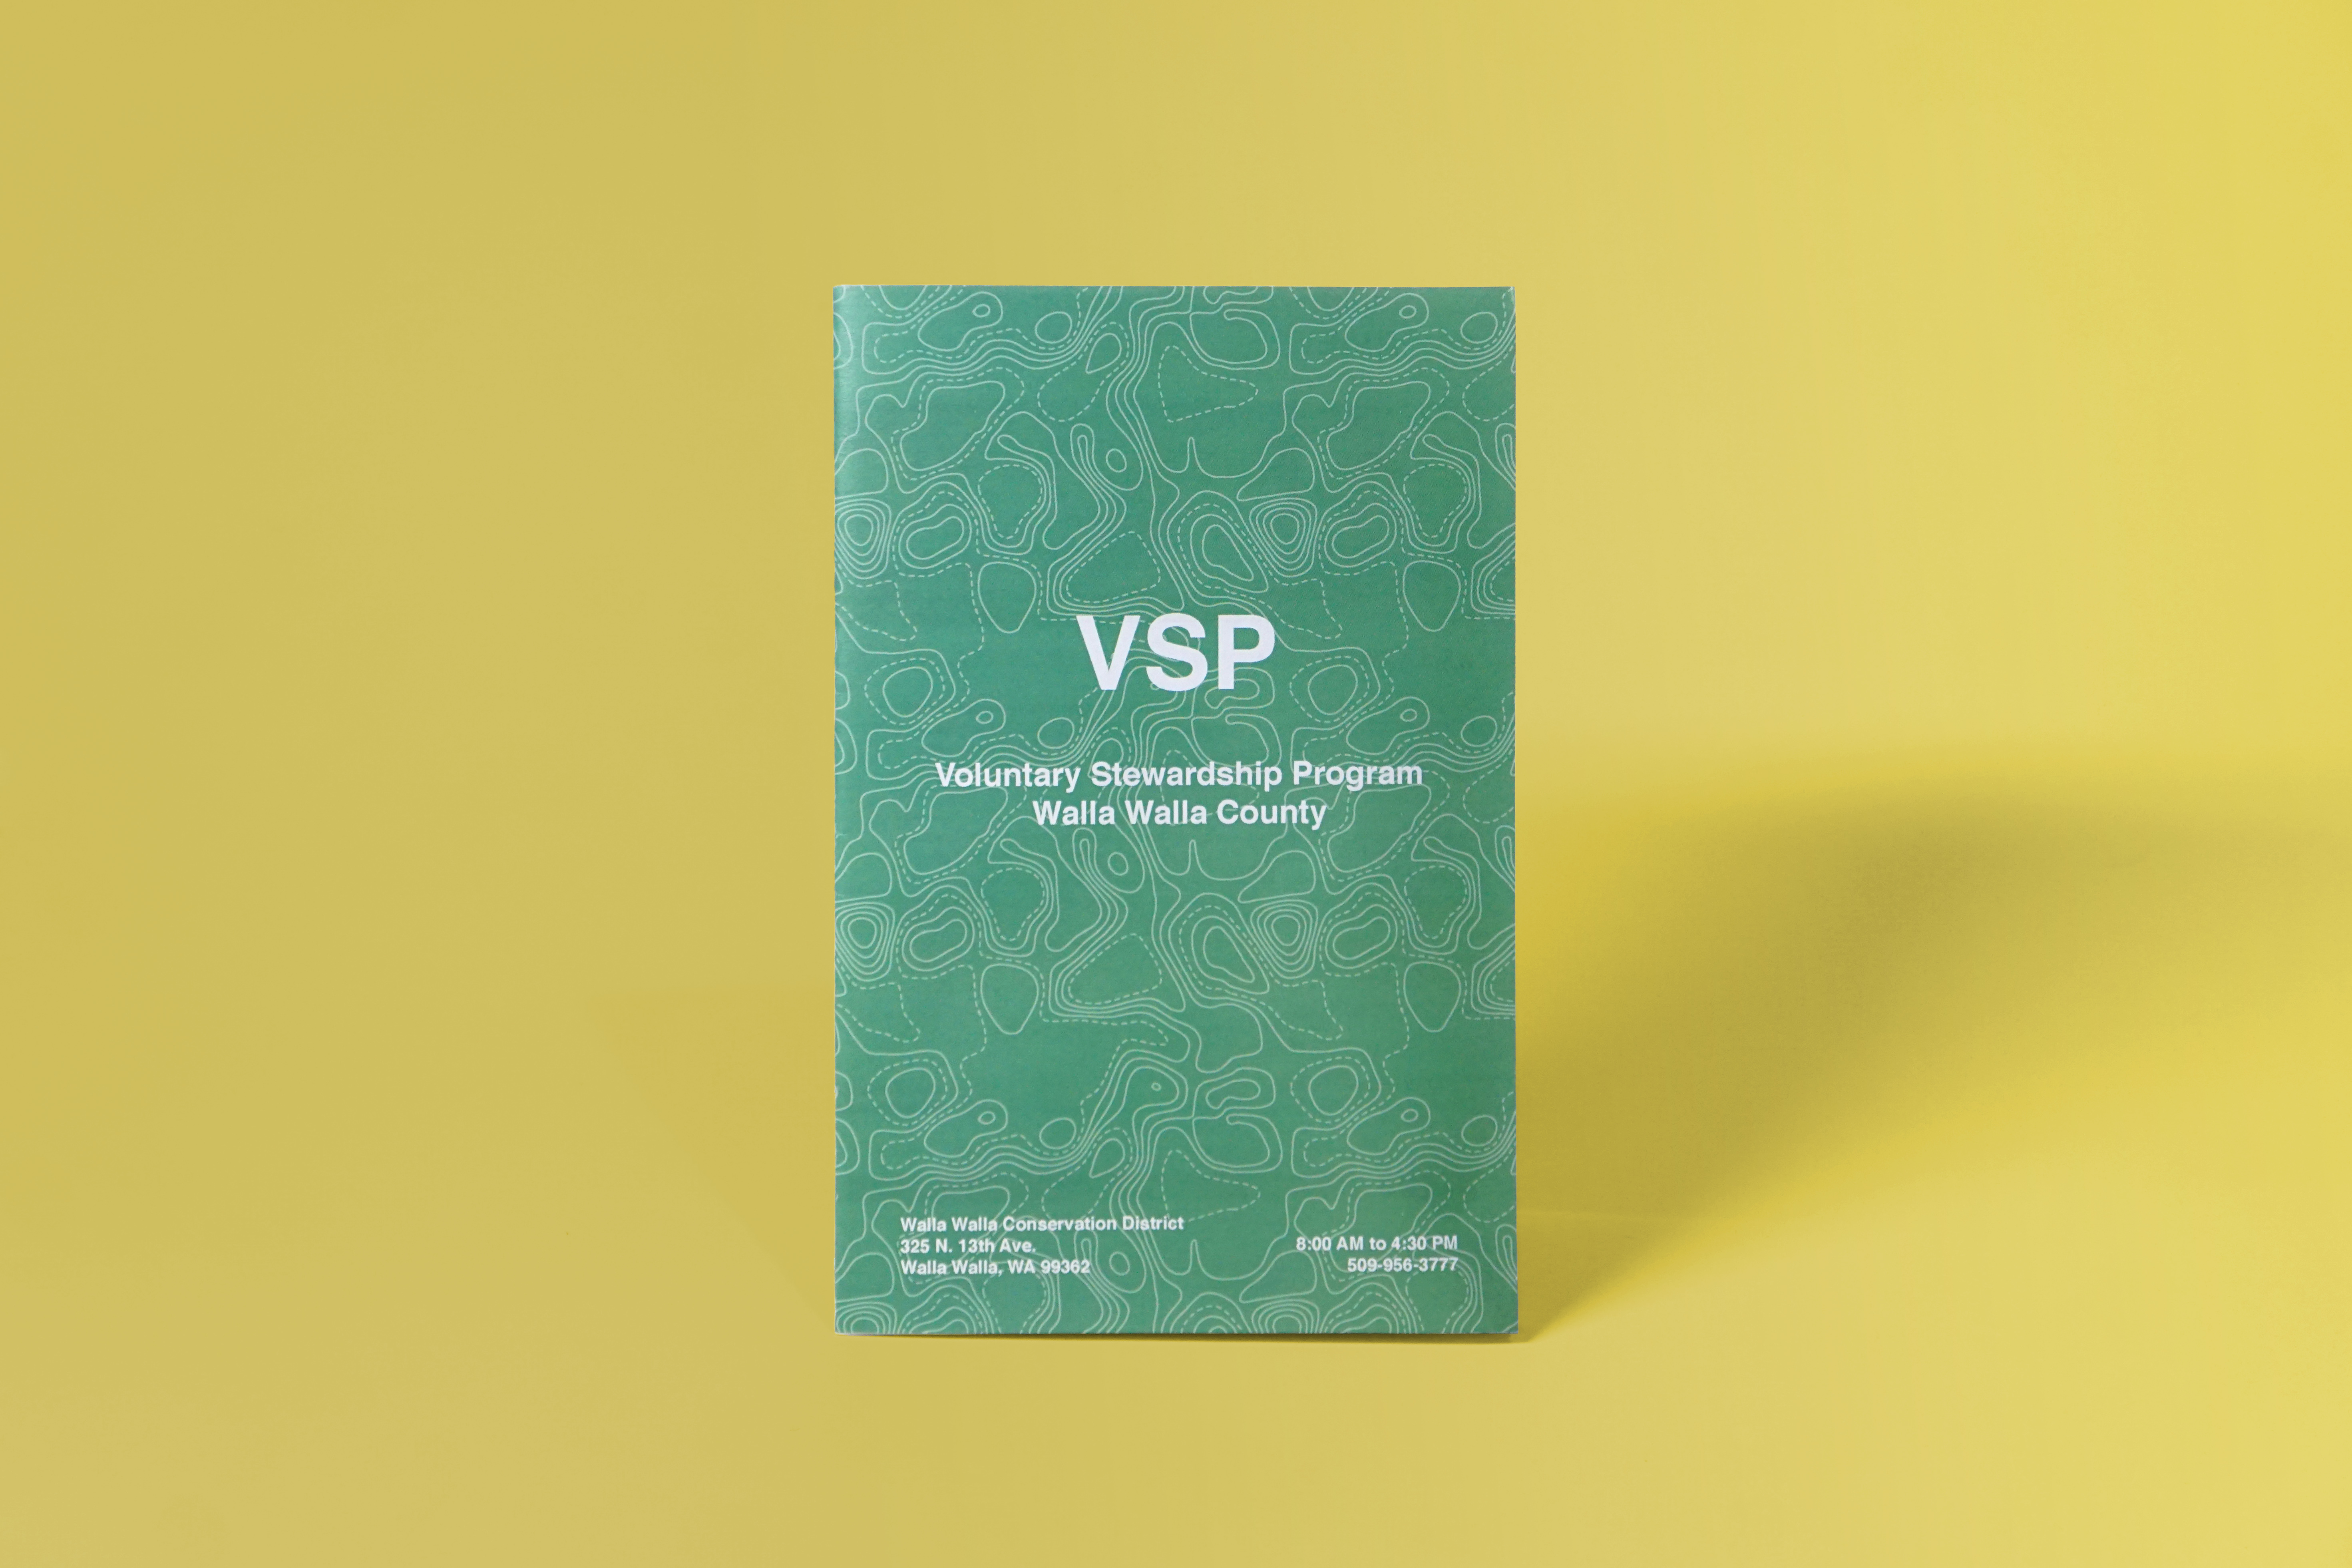 VSP
Voluntary Stewardship Program
Walla Walla County
Walla Walla Conservation District
325 N. 13th Ave.
Walla Walla, WA 99362
8:00 AM to 4:30 PM
509-956-3777